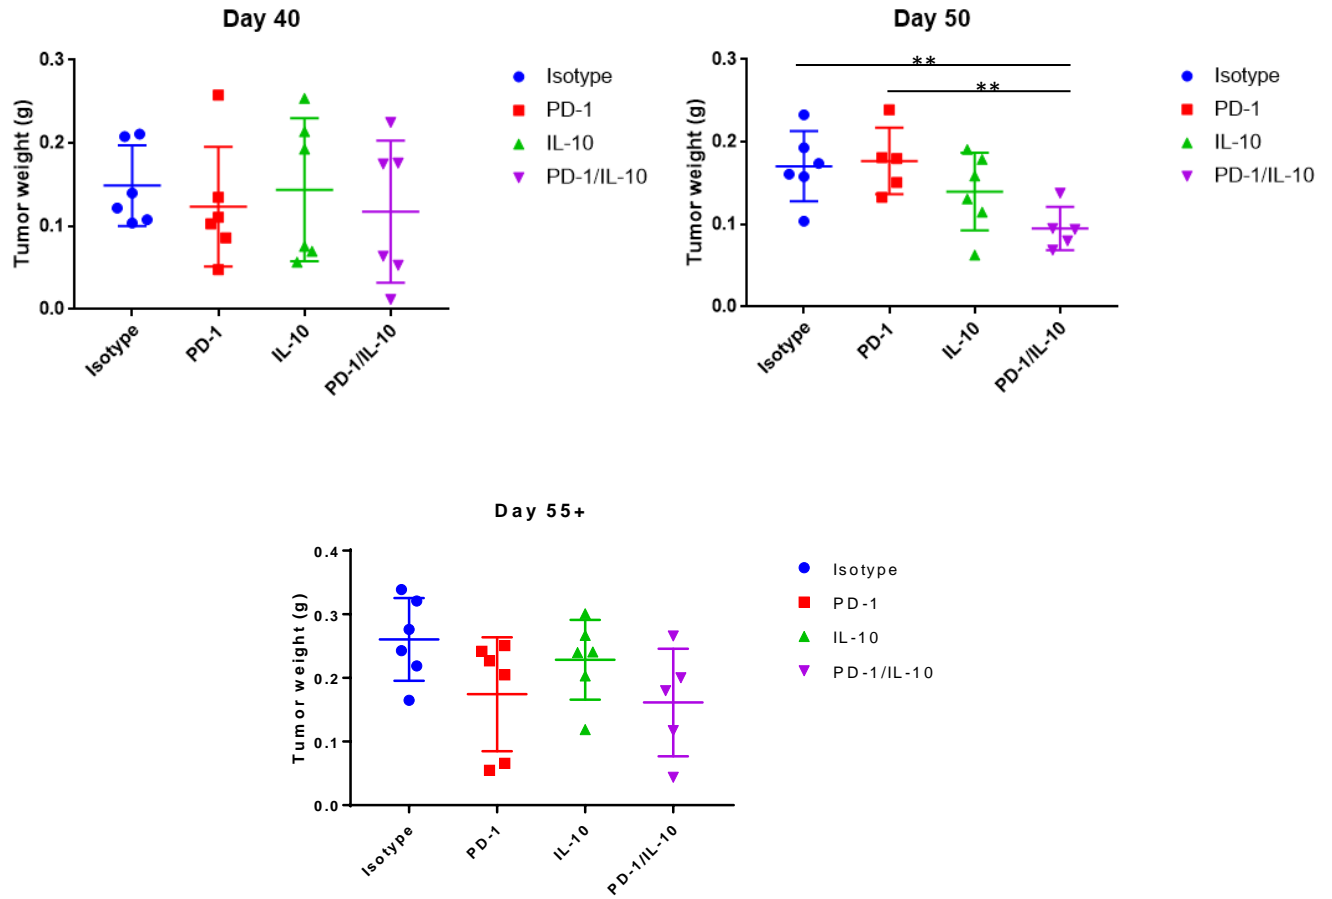 Day 40
Tumor weight (g)
0.3
0.2
0.1
0.0
Isotype
PD-1
IL-10
PD-1/IL-10
Isotype
PD-1
IL-10
PD-1/IL-10
Day 50
Tumor weight (g)
0.3
0.2
0.1
0.0
**
**
Isotype
PD-1
IL-10
PD-1/IL-10
Isotype
PD-1
IL-10
PD-1/IL-10
Day 55+
Tumor weight (g)
0.4
0.3
0.2
0.1
0.0
Isotype
PD-1
IL-10
PD-1/IL-10
Isotype
PD-1
IL-10
PD-1/IL-10